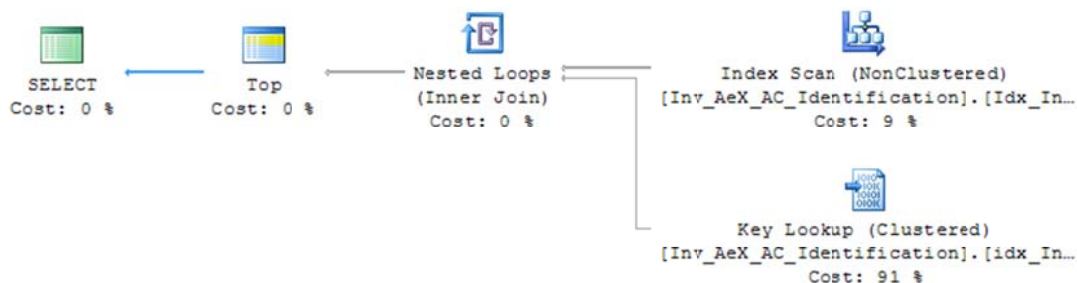 SELECT
Cost: 0 %
Top
Cost: 0 %
Nested Loops
(Inner Join)
Cost: 0 %
Index Scan (NonClustered)
[Inv_AeX_AC_Identification].[Idx_In…
Cost: 9 %
Key Lookup (Clustered)
[Inv_AeX_AC_Identification].[idx_In…
Cost: 91 %